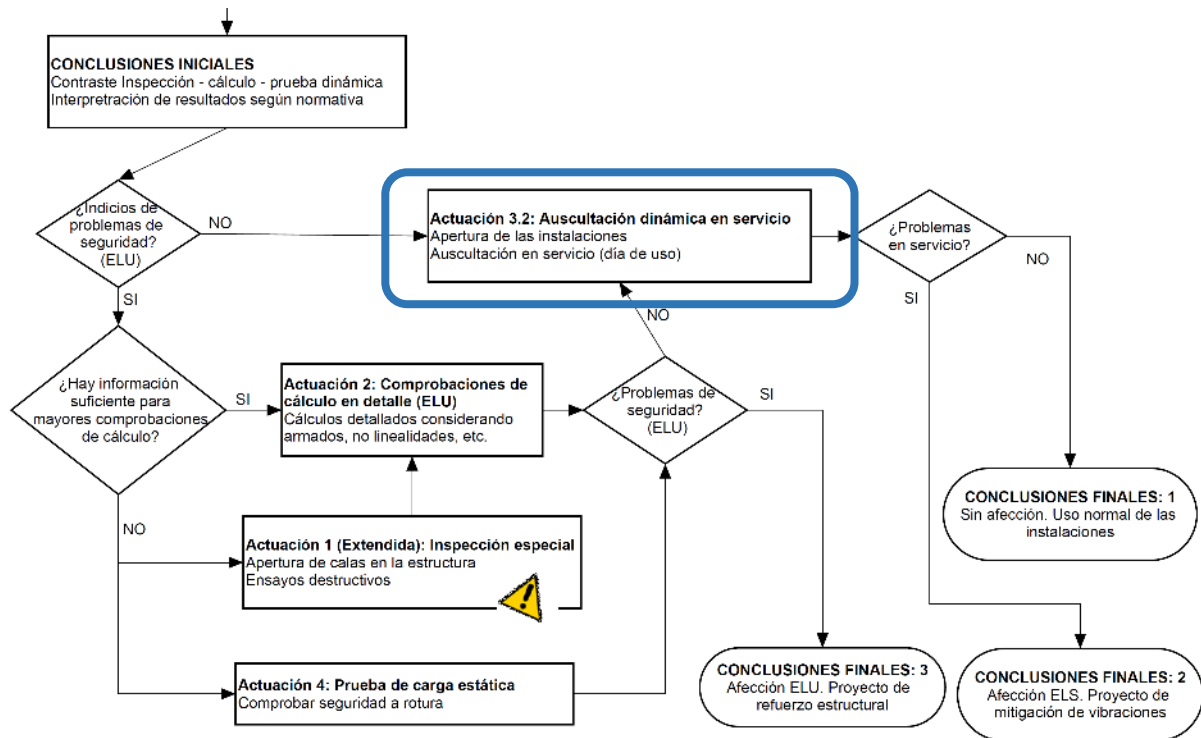 CONCLUSIONES INICIALES
Contraste Inspección - cálculo - prueba dinámica
Interpretración de resultados según normativa
¿Indicios de
problemas de
seguridad?
(ELU)
NO
Actuación 3.2: Auscultación dinámica en servicio
Apertura de las instalaciones
Auscultación en servicio (día de uso)
¿Problemas
en servicio?
NO
SI
SI
NO
¿Hay información
suficiente para
mayores comprobaciones
de cálculo?
SI
Actuación 2: Comprobaciones de
cálculo en detalle (ELU)
Cálculos detallados considerando
armados, no linealidades, etc.
¿Problemas de
seguridad?
(ELU)
SI
NO
Actuación 1 (Extendida): Inspección especial
Apertura de calas en la estructura
Ensayos destructivos
CONCLUSIONES FINALES: 1
Sin afección. Uso normal de las
instalaciones
Actuación 4: Prueba de carga estática
Comprobar seguridad a rotura
CONCLUSIONES FINALES: 3
Afección ELU. Proyecto de
refuerzo estructural
CONCLUSIONES FINALES: 2
Afección ELS. Proyecto de
mitigación de vibraciones